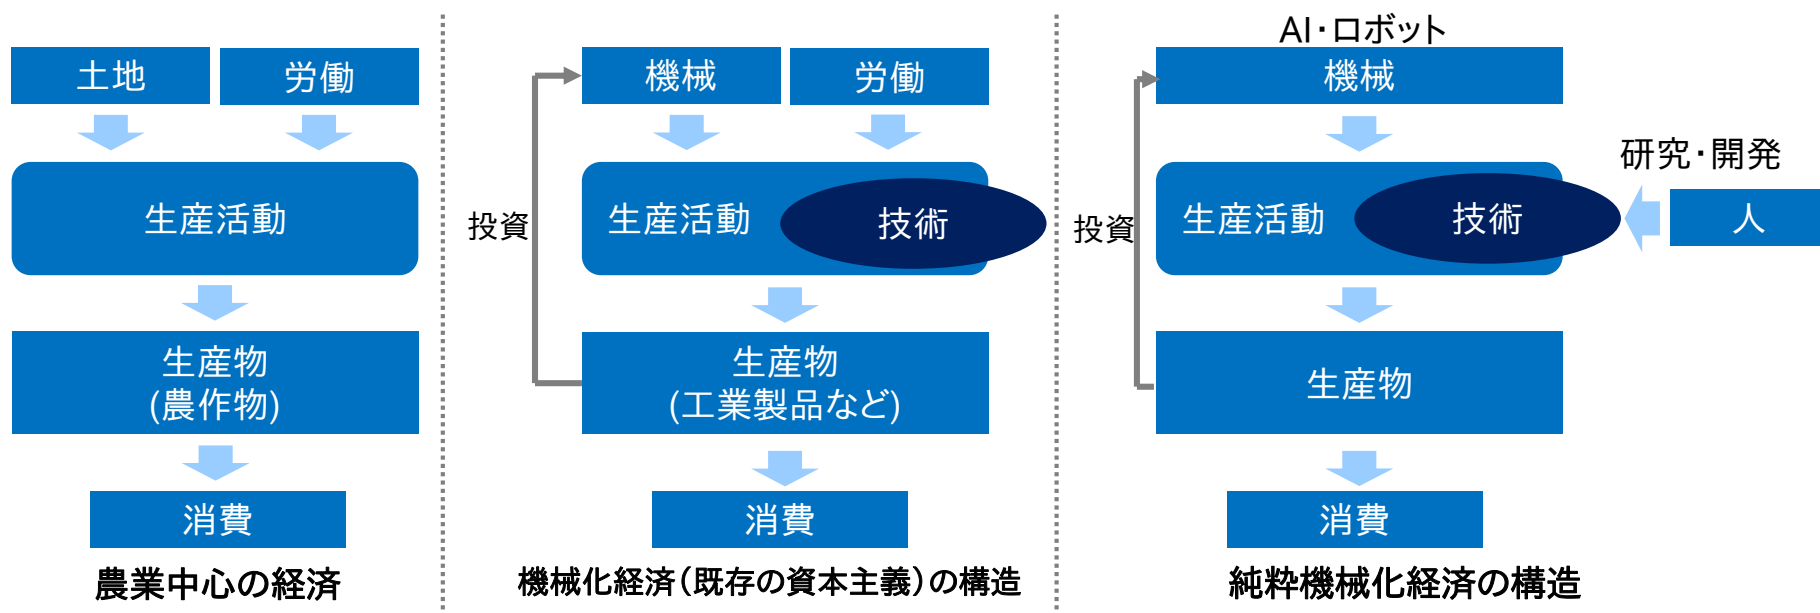 土地
労働
生産活動
生産物
(農作物)
消費
農業中心の経済
機械
労働
投資
生産活動
技術
生産物
(工業製品など)
消費
機械化経済(既存の資本主義)の構造
AI・ロボット
機械
研究・開発
投資
生産活動
技術
人
生産物
消費
純粋機械化経済の構造